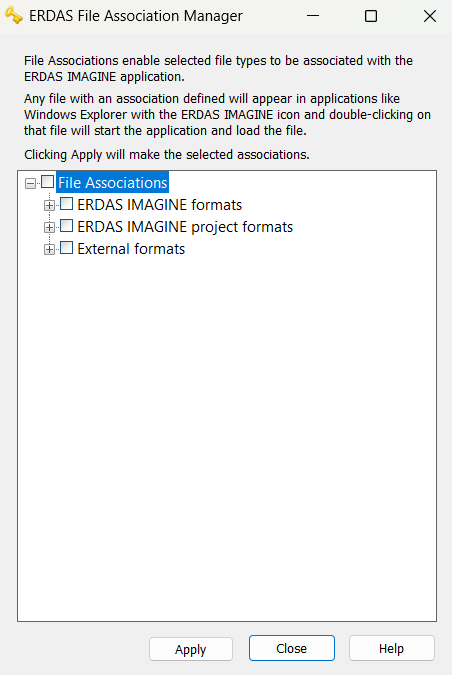 ERDAS File Association Manager
File Associations enable selected file types to be associated with the
ERDAS IMAGINE application.
Any file with an association defined will appear in applications like
Windows Explorer with the ERDAS IMAGINE icon and double-clicking on
that file will start the application and load the file.
Clicking Apply will make the selected associations.
File Associations
ERDAS IMAGINE formats
ERDAS IMAGINE project formats
External formats
Apply Close Help